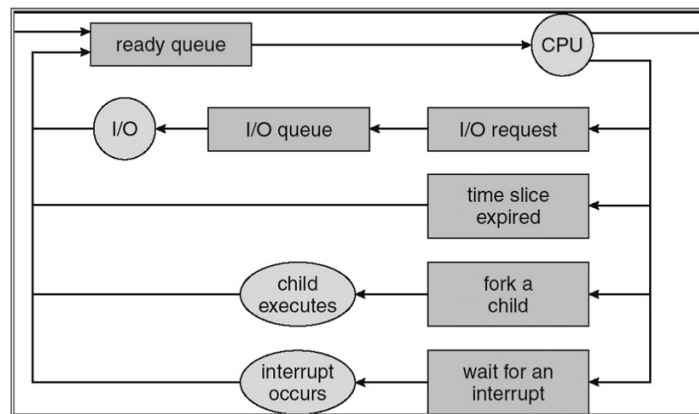 ready queue
CPU
I/O
I/O queue
I/O request
time slice
expired
child
executes
fork a
child
interrupt
occurs
wait for an
interrupt